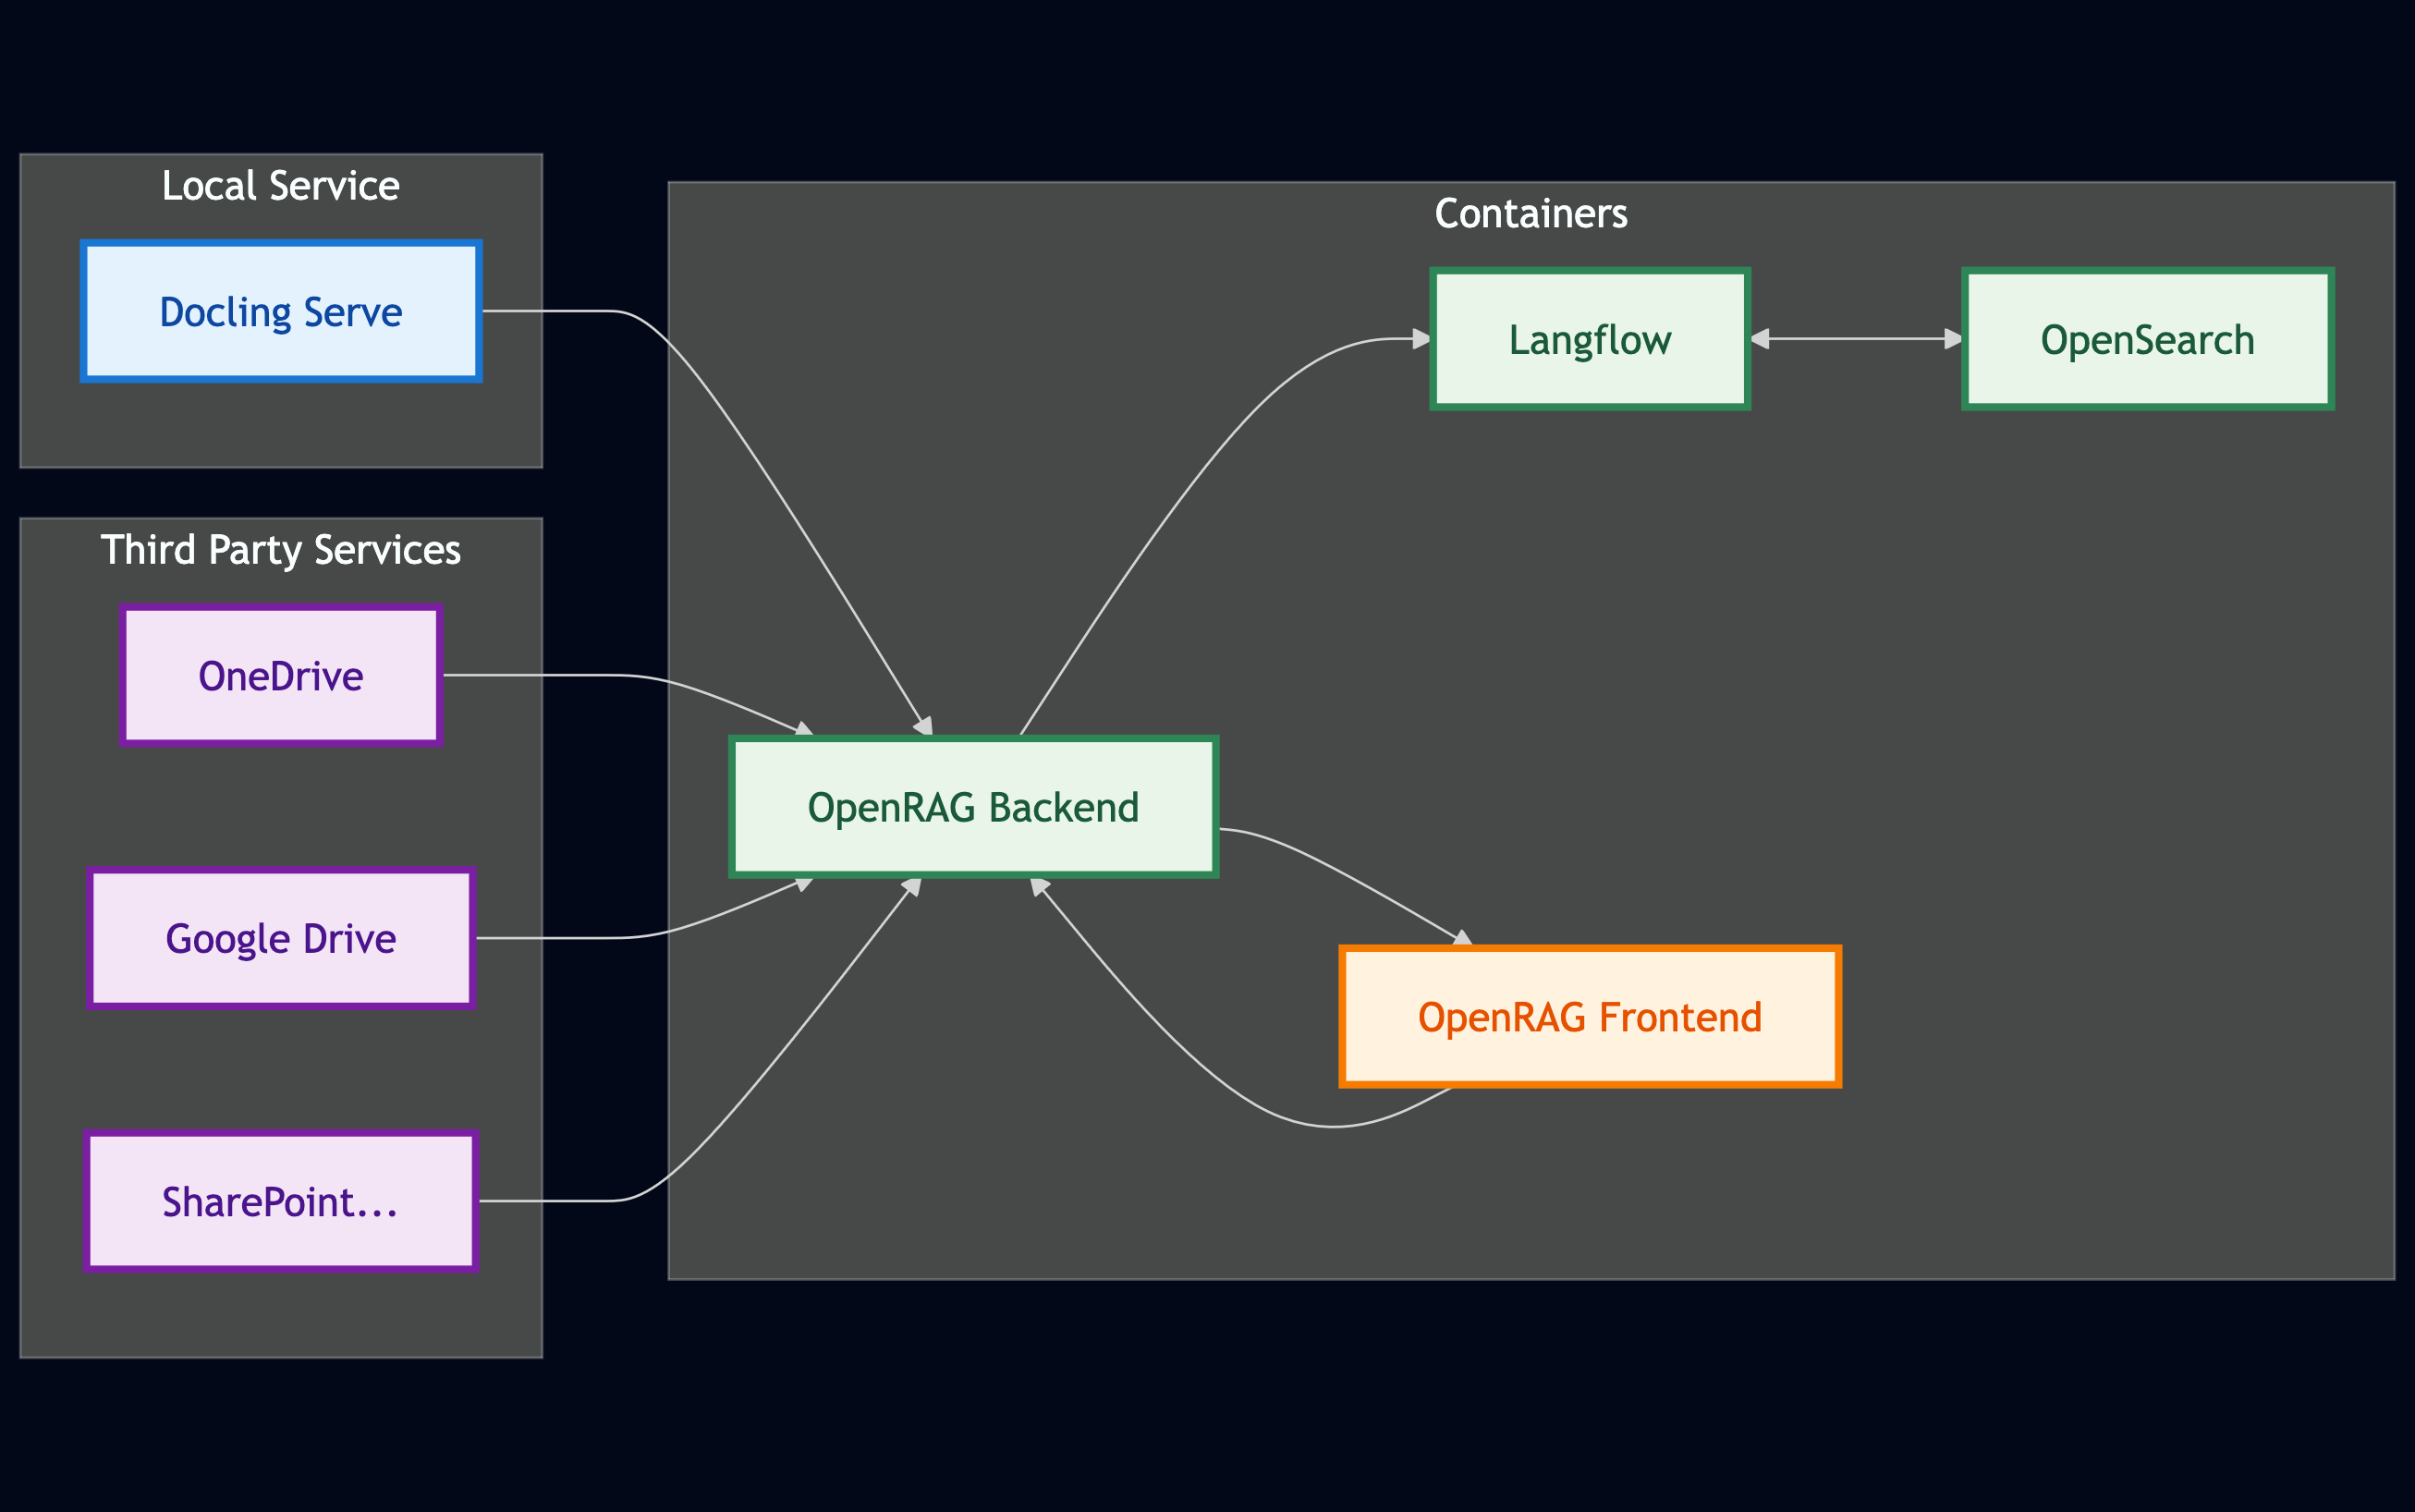 Local Service
Docling Serve
Third Party Services
OneDrive
Google Drive
SharePoint...
Containers
Langflow
OpenSearch
OpenRAG Backend
OpenRAG Frontend